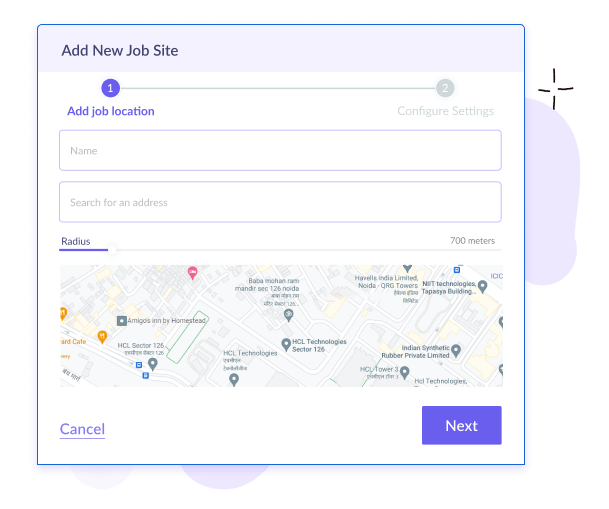 Add New Job Site
1
2
Add job location
Configure Settings
Name
Search for an address
Radius
700 meters
Baba mohan ram
mandir sec 126 noida
बाबा मोहन राम
मंदिर सेक्टर 126...
Havells India Limited,
Noida - QRG Towers
हैवेल्स इंडिया
लिमिटेड
NIIT technologies,
Tapasya Building...
ICIC
Amigos inn by Homestead
ard Cafe
HCL Sector 126
एचसीएल सेक्टर 126
HCL Technologies
एचसीएल
टेक्नोलॉजीस
HCL Technologies
Sector 126
Indian Synthetic
Rubber Private Limited
HCL Tower 3
एचसीएल टॉवर 3
Hcl Technologies,
Cancel
Next